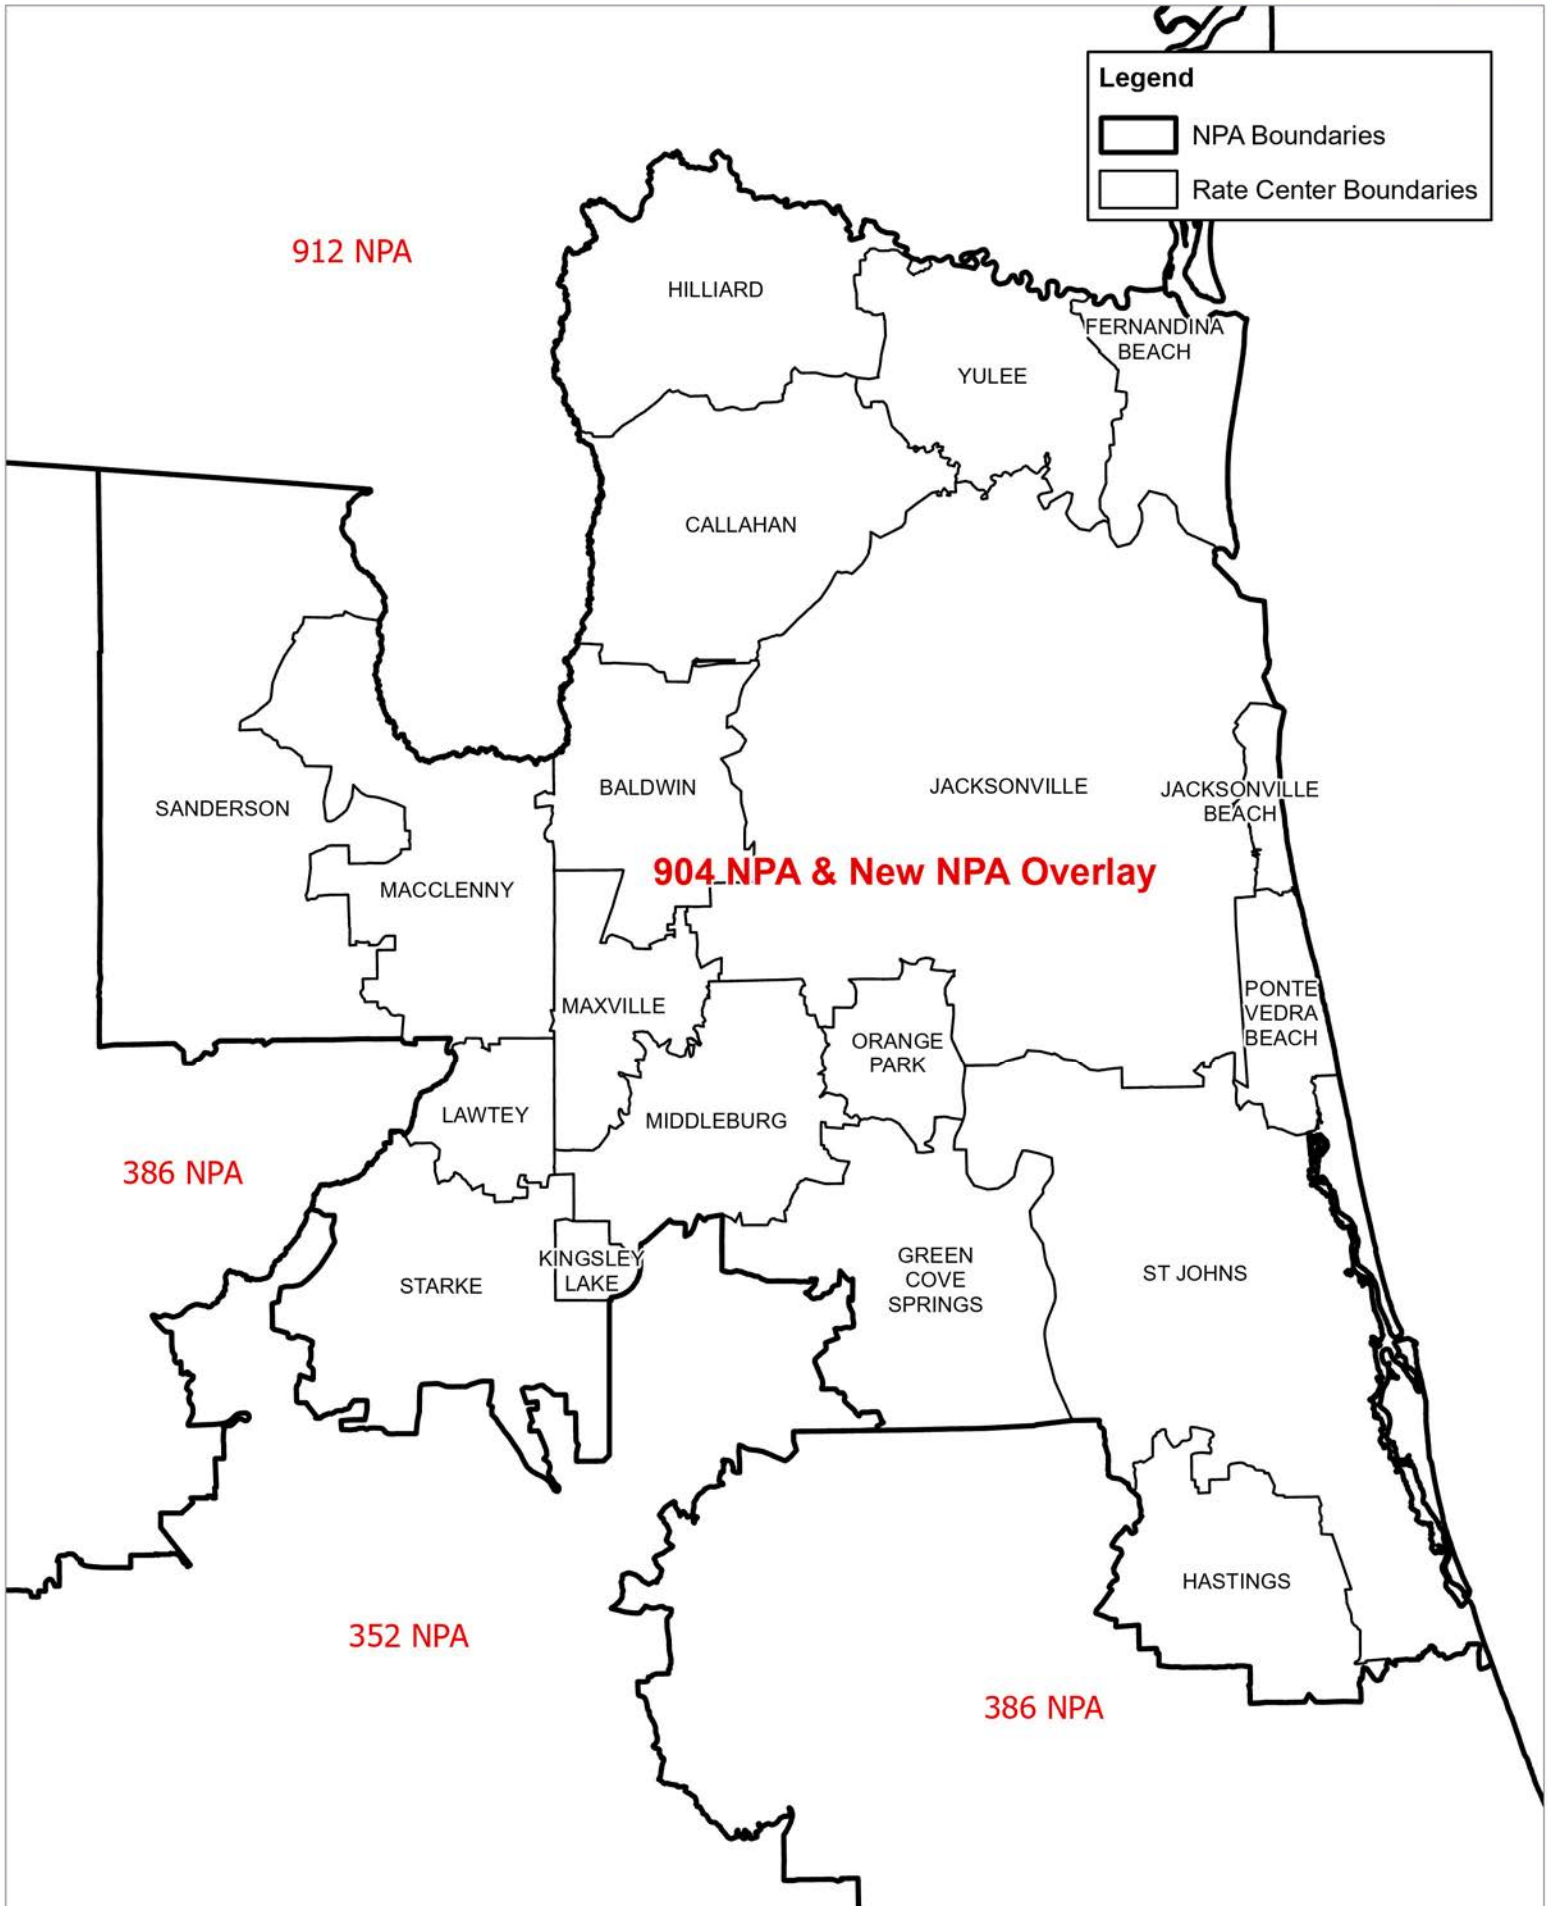 Legend
NPA Boundaries
Rate Center Boundaries
912 NPA
HILLIARD
FERNANDINA
BEACH
YULEE
CALLAHAN
SANDERSON
BALDWIN
JACKSONVILLE
JACKSONVILLE
BEACH
904 NPA & New NPA Overlay
MACCLENNY
MAXVILLE
PONTE
VEDRA
BEACH
ORANGE
PARK
LAWTEY
MIDDLEBURG
386 NPA
KINGSLEY
LAKE
STARKE
GREEN
COVE
SPRINGS
ST JOHNS
HASTINGS
352 NPA
386 NPA